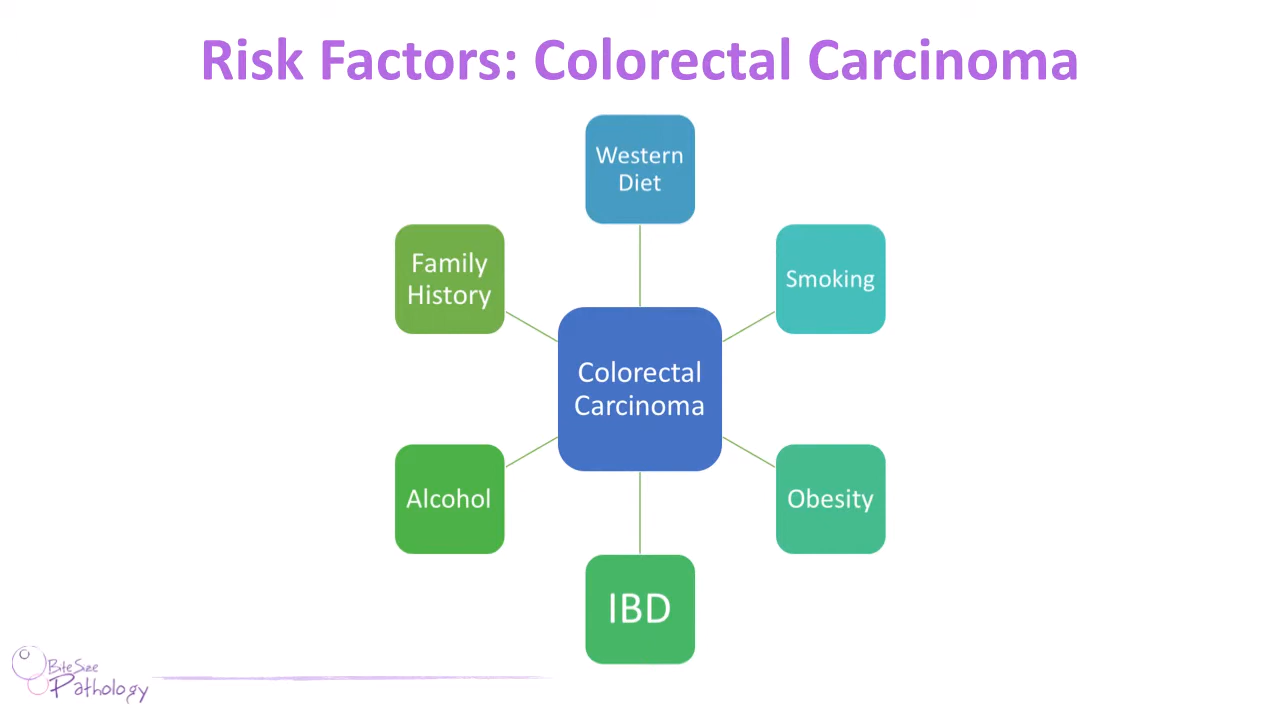 Risk Factors: Colorectal Carcinoma
Western
Diet
Smoking
Obesity
IBD
Alcohol
Family
History
Colorectal
Carcinoma
BiteSize
Pathology